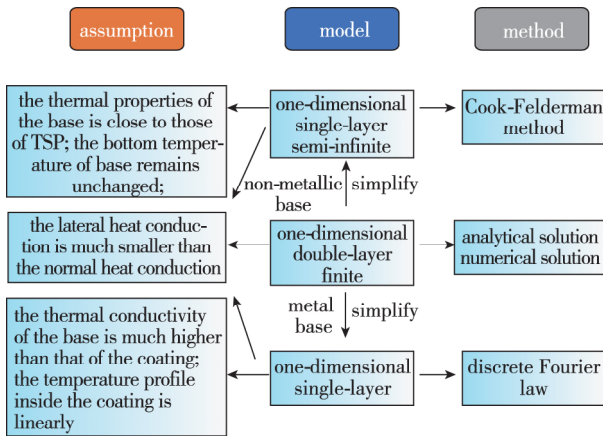 assumption
model
method
the thermal properties of
the base is close to those
of TSP; the bottom temper-
ature of base remains
unchanged;
one-dimensional
single-layer
semi-infinite
Cook-Felderman
method
non-metallic
base
simplify
the lateral heat conduc-
tion is much smaller than
the normal heat conduction
one-dimensional
double-layer
finite
analytical solution
numerical solution
metal
base
simplify
the thermal conductivity
of the base is much higher
than that of the coating;
the temperature profile
inside the coating is
linearly
one-dimensional
single-layer
discrete Fourier
law